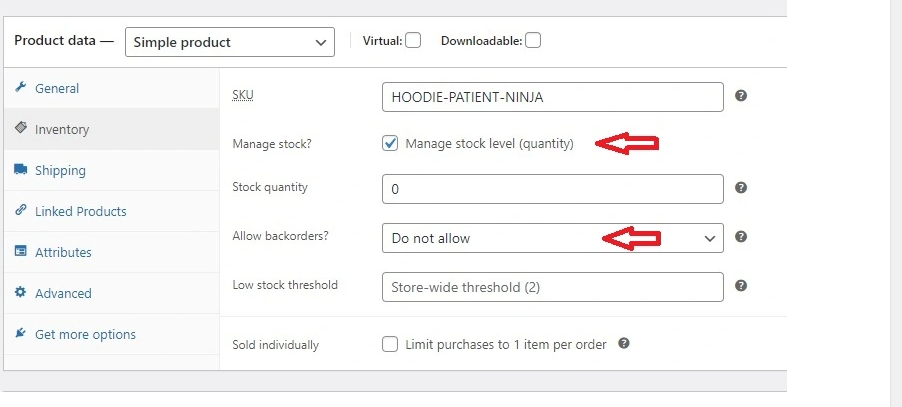 Product data — Simple product Virtual: Downloadable:
General
Inventory
Shipping
Linked Products
Attributes
Advanced
Get more options
SKU HOODIE-PATIENT-NINJA ?
Manage stock? Manage stock level (quantity)
Stock quantity 0 ?
Allow backorders? Do not allow ?
Low stock threshold Store-wide threshold (2) ?
Sold individually Limit purchases to 1 item per order ?